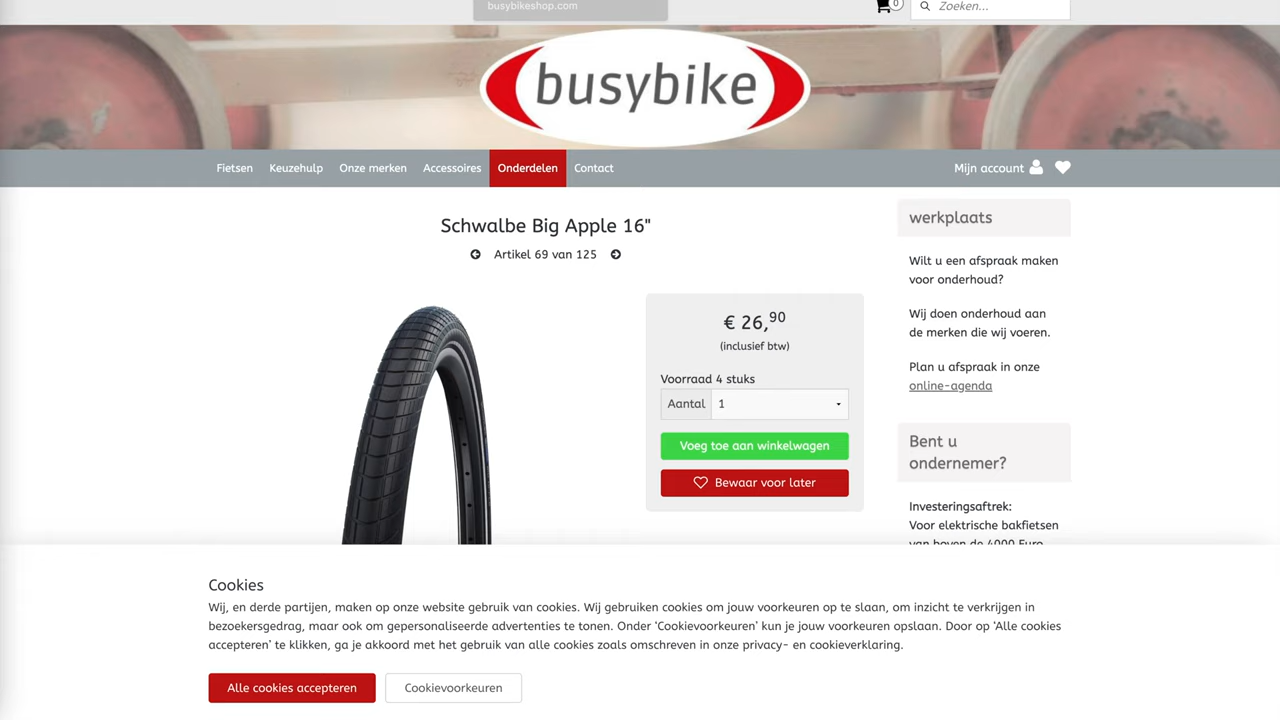 busybikeshop.com
0
Zoeken...
busybike
Fietsen Keuzehulp Onze merken Accessoires Onderdelen Contact Mijn account
Schwalbe Big Apple 16"
Artikel 69 van 125
€ 26,90
(inclusief btw)
Voorraad 4 stuks
Aantal 1
Voeg toe aan winkelwagen
Bewaar voor later
werkplaats
Wilt u een afspraak maken
voor onderhoud?
Wij doen onderhoud aan
de merken die wij voeren.
Plan u afspraak in onze
online-agenda
Bent u
ondernemer?
Investeringsaftrek:
Voor elektrische bakfietsen
van boven de 4000 Euro
Cookies
Wij, en derde partijen, maken op onze website gebruik van cookies. Wij gebruiken cookies om jouw voorkeuren op te slaan, om inzicht te verkrijgen in
bezoekersgedrag, maar ook om gepersonaliseerde advertenties te tonen. Onder 'Cookievoorkeuren' kun je jouw voorkeuren opslaan. Door op 'Alle cookies
accepteren' te klikken, ga je akkoord met het gebruik van alle cookies zoals omschreven in onze privacy- en cookieverklaring.
Alle cookies accepteren Cookievoorkeuren